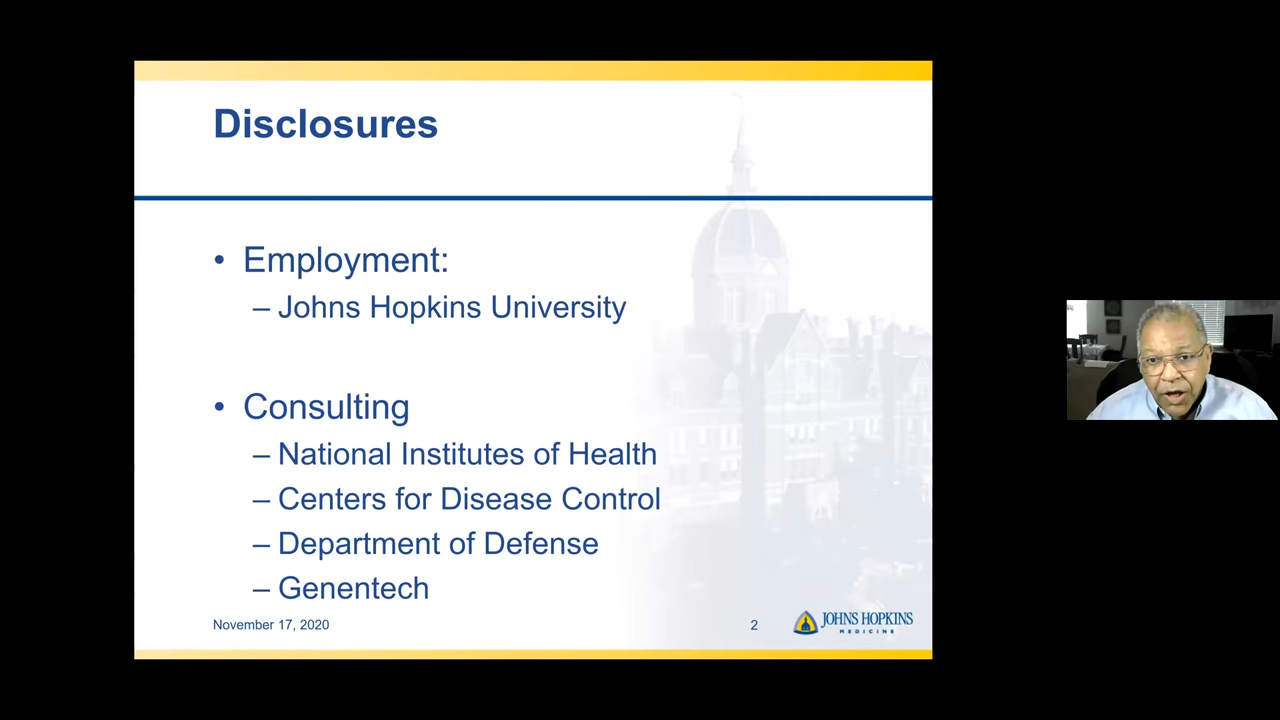 Disclosures
• Employment:
– Johns Hopkins University
• Consulting
– National Institutes of Health
– Centers for Disease Control
– Department of Defense
– Genentech
November 17, 2020
2
JOHNS HOPKINS
MEDICINE